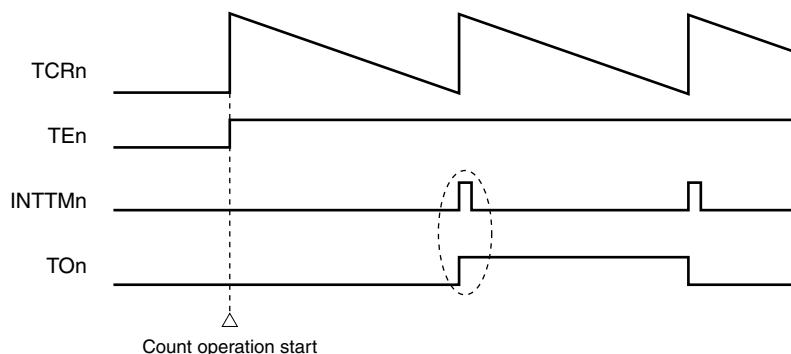 TCRn
TEn
INTTMn
TOn
Count operation start